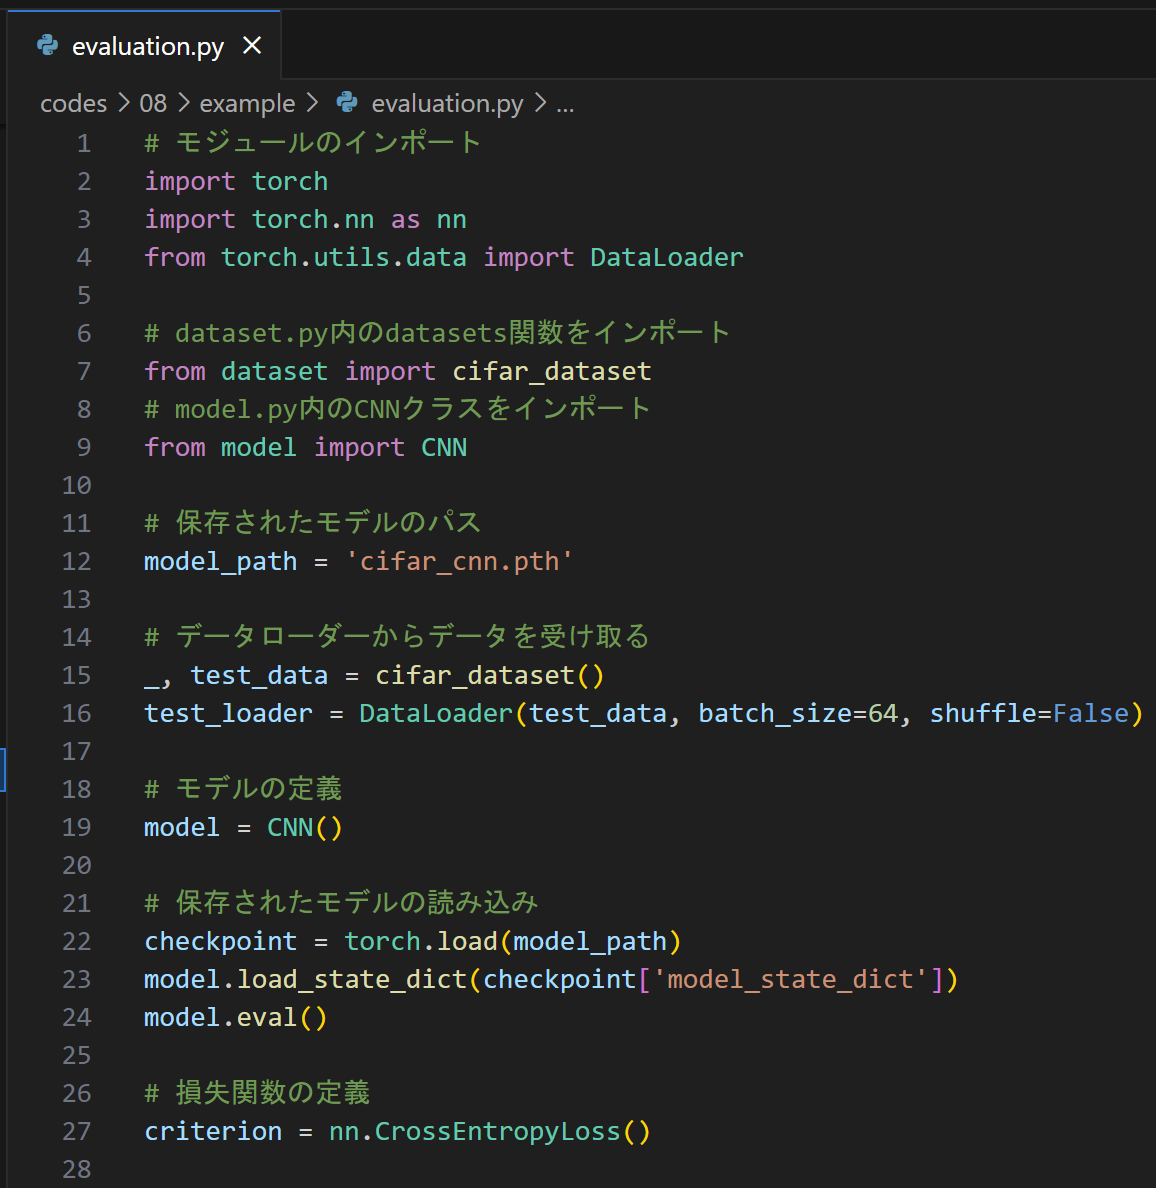 evaluation.py
codes > 08 > example > evaluation.py > ...
1 # モジュールのインポート
2 import torch
3 import torch.nn as nn
4 from torch.utils.data import DataLoader
5
6 # dataset.py内のdatasets関数をインポート
7 from dataset import cifar_dataset
8 # model.py内のCNNクラスをインポート
9 from model import CNN
10
11 # 保存されたモデルのパス
12 model_path = 'cifar_cnn.pth'
13
14 # データローダーからデータを受け取る
15 _, test_data = cifar_dataset()
16 test_loader = DataLoader(test_data, batch_size=64, shuffle=False)
17
18 # モデルの定義
19 model = CNN()
20
21 # 保存されたモデルの読み込み
22 checkpoint = torch.load(model_path)
23 model.load_state_dict(checkpoint['model_state_dict'])
24 model.eval()
25
26 # 損失関数の定義
27 criterion = nn.CrossEntropyLoss()
28